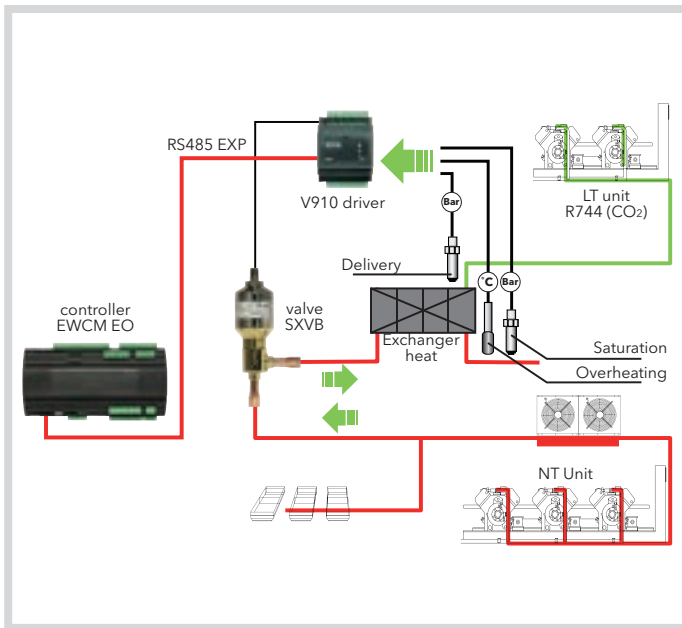 RS485 EXP
V910 driver
Bar
LT unit
R744 (CO2)
Delivery
°C
Bar
controller
EWCM EO
valve
SXVB
Exchanger
heat
Saturation
Overheating
NT Unit